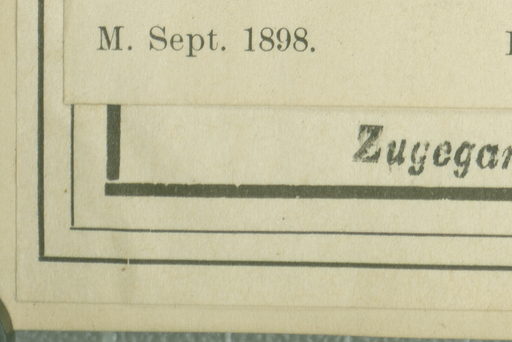 M. Sept. 1898.
Zugegan